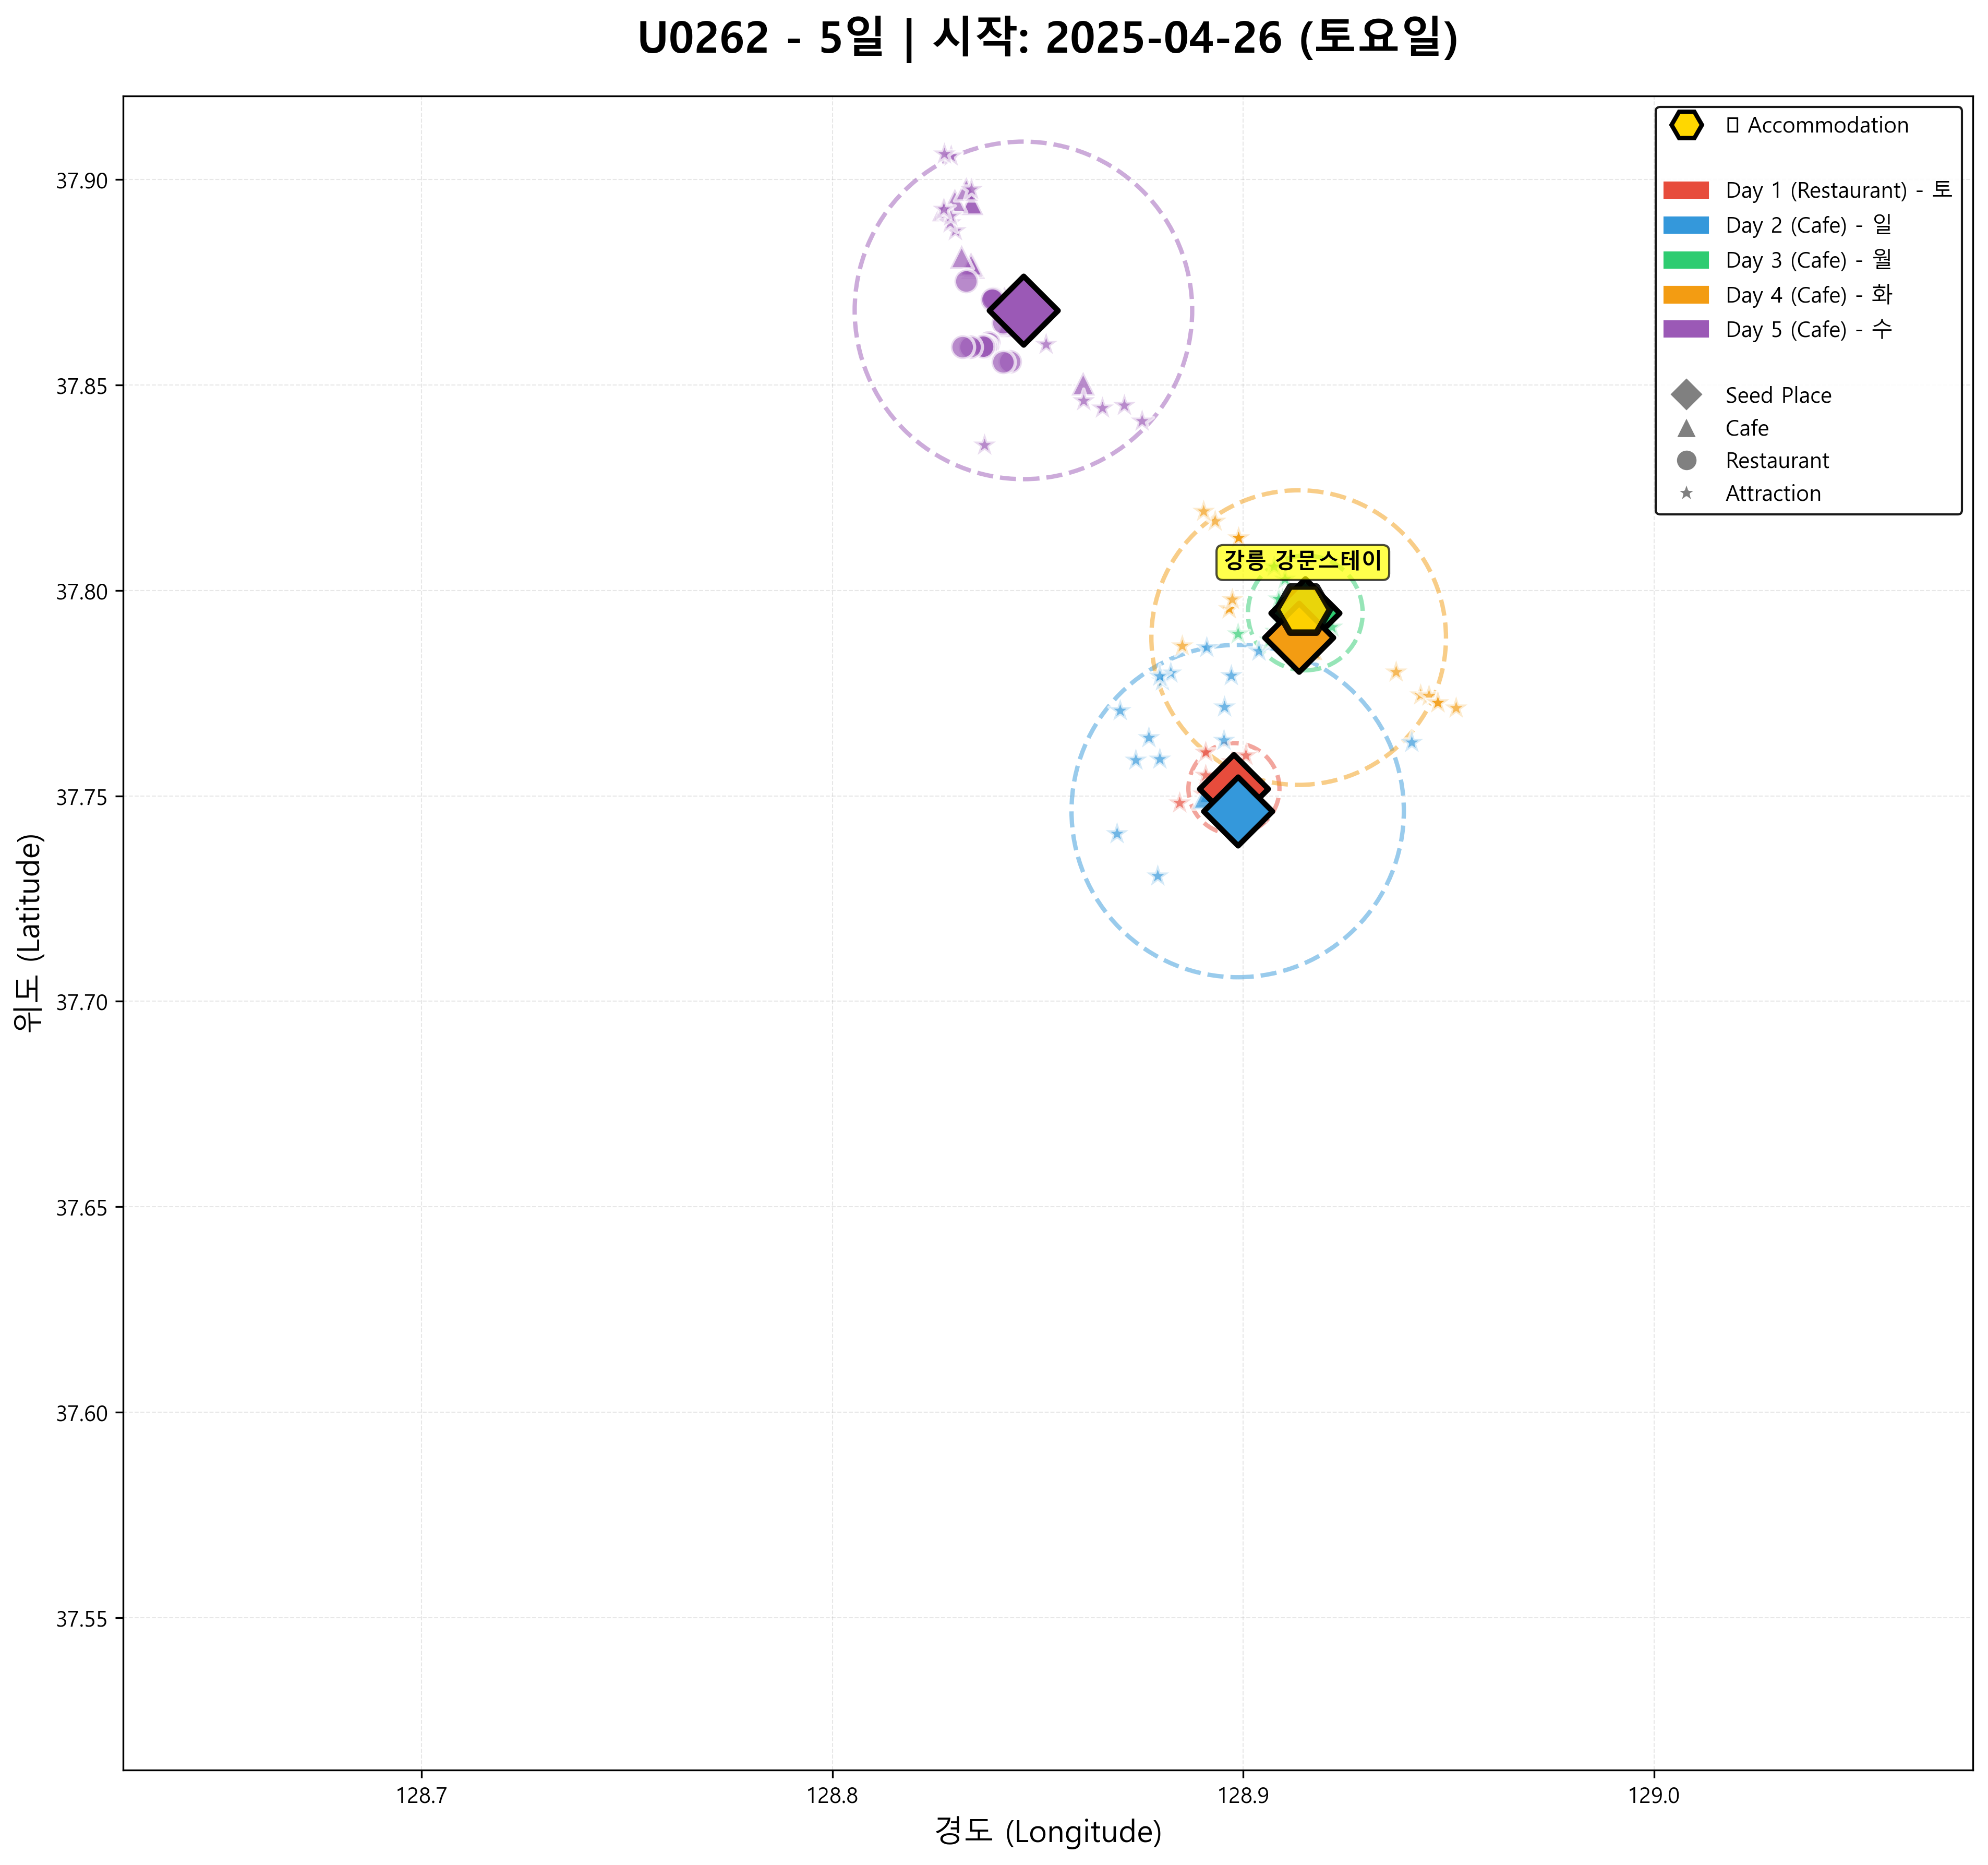 U0262 - 5일 | 시작: 2025-04-26 (토요일)
Accommodation
Day 1 (Restaurant) - 토
Day 2 (Cafe) - 일
Day 3 (Cafe) - 월
Day 4 (Cafe) - 화
Day 5 (Cafe) - 수
Seed Place
Cafe
Restaurant
Attraction
강릉 강문스테이
위도 (Latitude)
37.90
37.85
37.80
37.75
37.70
37.65
37.60
37.55
128.7
128.8
128.9
129.0
경도 (Longitude)